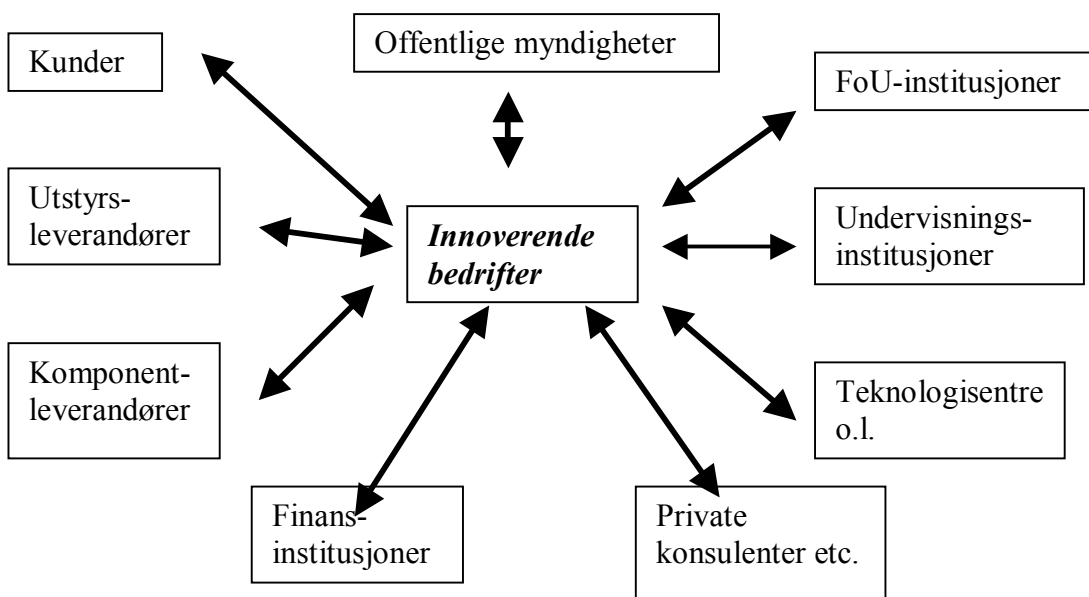 Offentlige myndigheter
Kunder
FoU-institusjoner
Utstyrs-
leverandører
Innoverende
bedrifter
Undervisnings-
institusjoner
Komponent-
leverandører
Teknologisentre
o.l.
Finans-
institusjoner
Private
konsulenter etc.